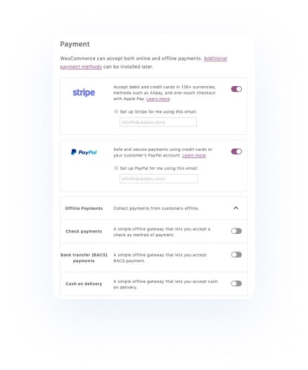 Payment
WooCommerce can accept both online and offline payments. Additional
payment methods can be installed later.
stripe
Accept debit and credit cards in 130+ currencies,
methods such as Alipay, and one-touch checkout
with Apple Pay. Learn more.
Set up Stripe for me using this email:
PayPal
Safe and secure payments using credit cards or
your customer's PayPal account. Learn more.
Set up PayPal for me using this email:
Offline Payments
Collect payments from customers offline.
Check payments
A simple offline gateway that lets you accept a
check as method of payment.
Bank transfer (BACS)
payments
A simple offline gateway that lets you accept
BACS payment.
Cash on delivery
A simple offline gateway that lets you accept cash
on delivery.